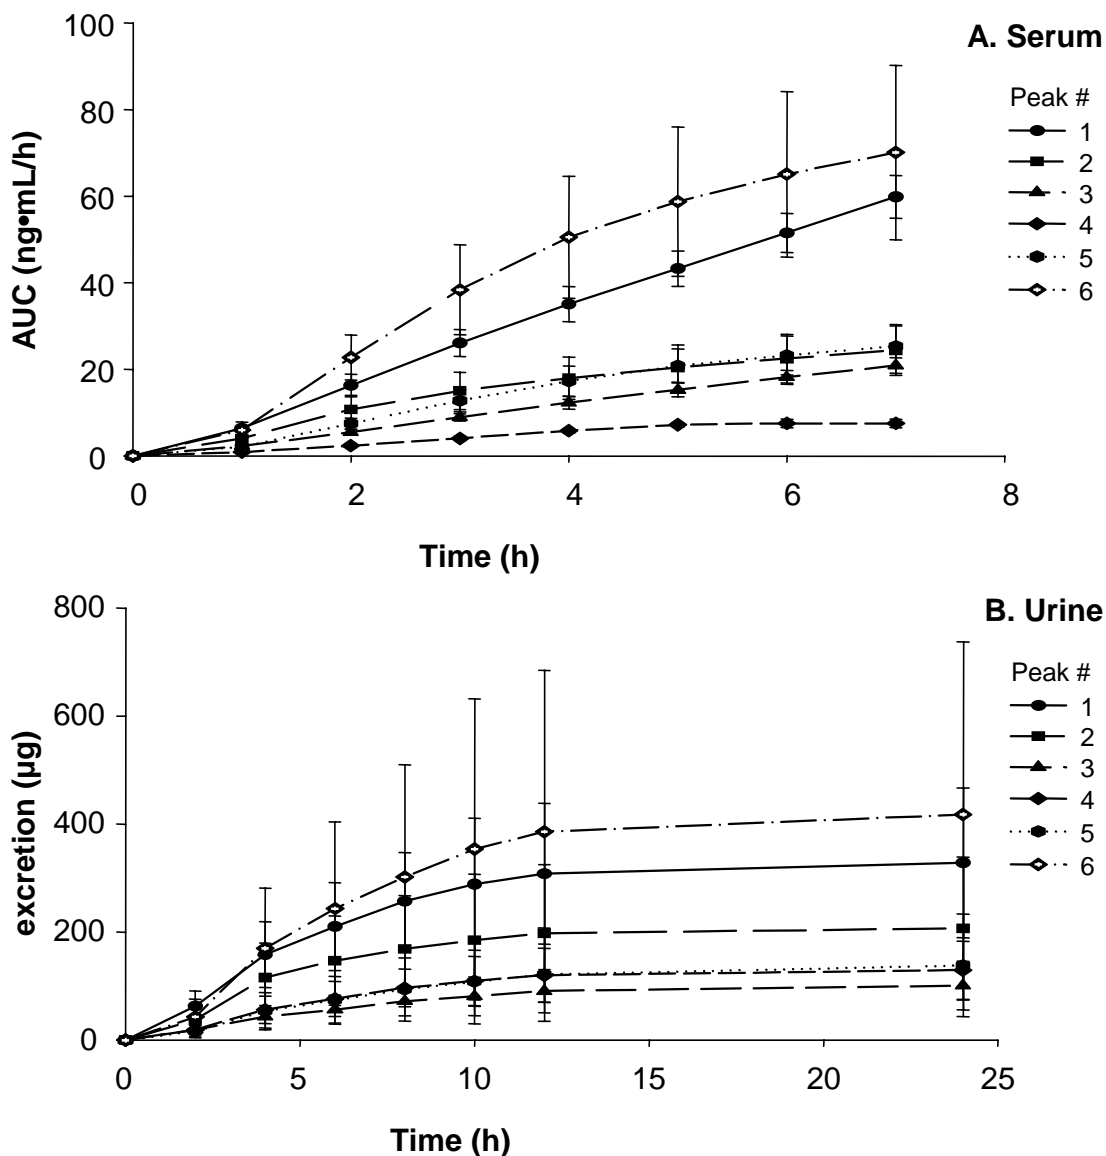 A. Serum
AUC (ng•mL/h)
100
80
60
40
20
0
0 2 4 6 8
Time (h)
Peak #
1
2
3
4
5
6
B. Urine
excretion (µg)
800
600
400
200
0
0 5 10 15 20 25
Time (h)
Peak #
1
2
3
4
5
6